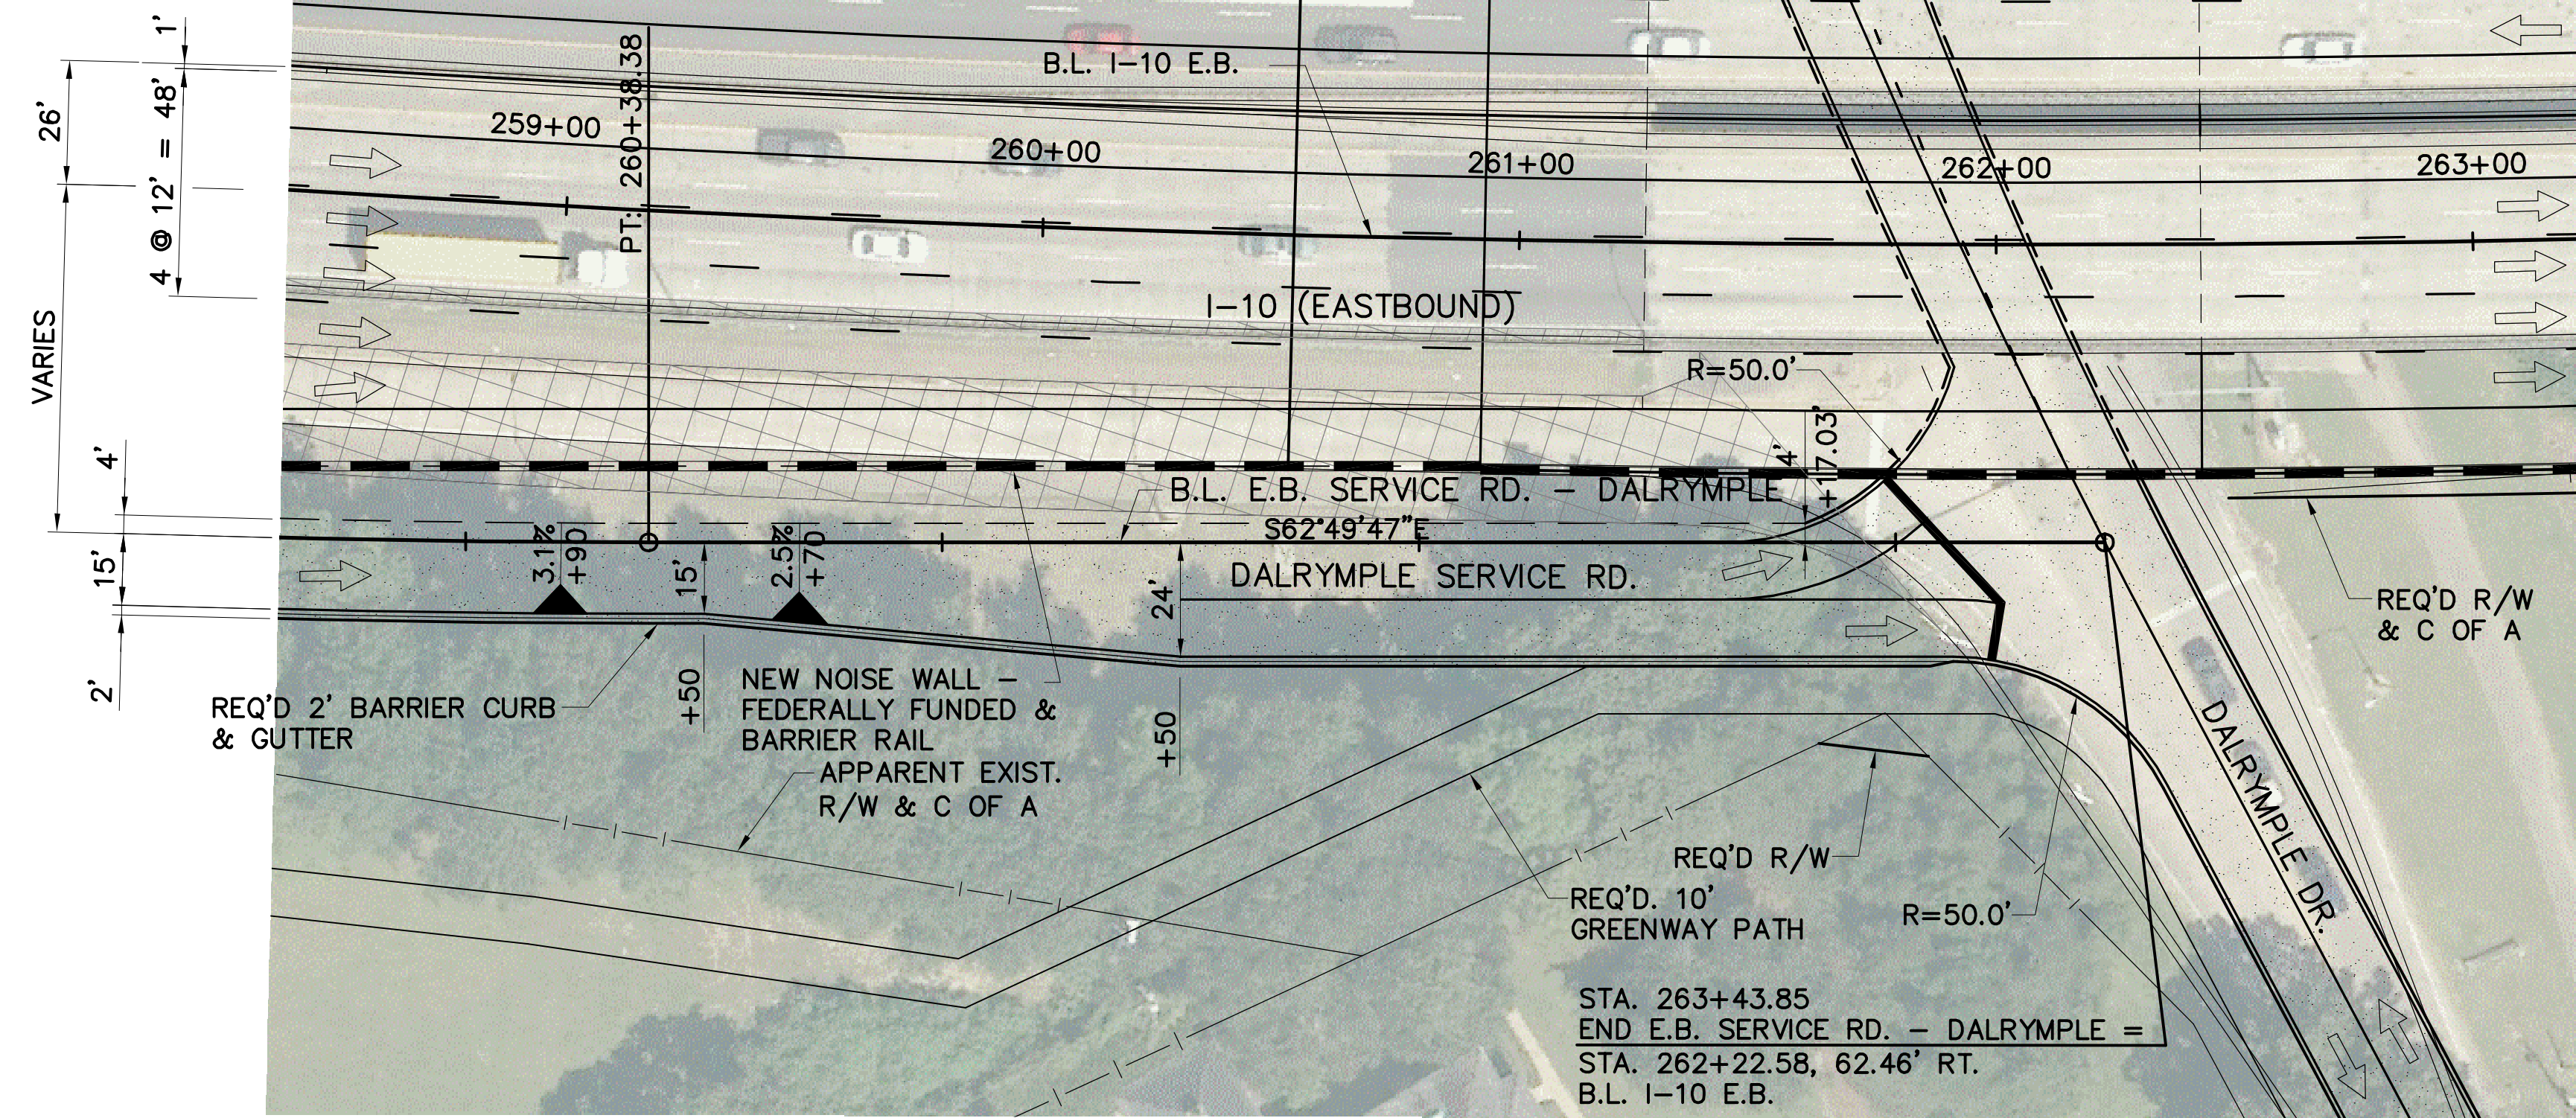 1'
26'
4 @ 12' = 48'
VARIES
4'
15'
2'
B.L. I-10 E.B.
PT: 260+38.38
259+00
260+00
261+00
262+00
263+00
I-10 (EASTBOUND)
R=50.0'
4'
+17.03'
B.L. E.B. SERVICE RD. - DALRYMPLE
S62°49'47"E
3.1%
+90
15'
2.5%
+70
24'
DALRYMPLE SERVICE RD.
REQ'D R/W
& C OF A
REQ'D 2' BARRIER CURB
& GUTTER
+50
NEW NOISE WALL -
FEDERALLY FUNDED &
BARRIER RAIL
+50
APPARENT EXIST.
R/W & C OF A
DALRYMPLE DR.
REQ'D R/W
REQ'D. 10'
GREENWAY PATH
R=50.0'
STA. 263+43.85
END E.B. SERVICE RD. - DALRYMPLE =
STA. 262+22.58, 62.46' RT.
B.L. I-10 E.B.